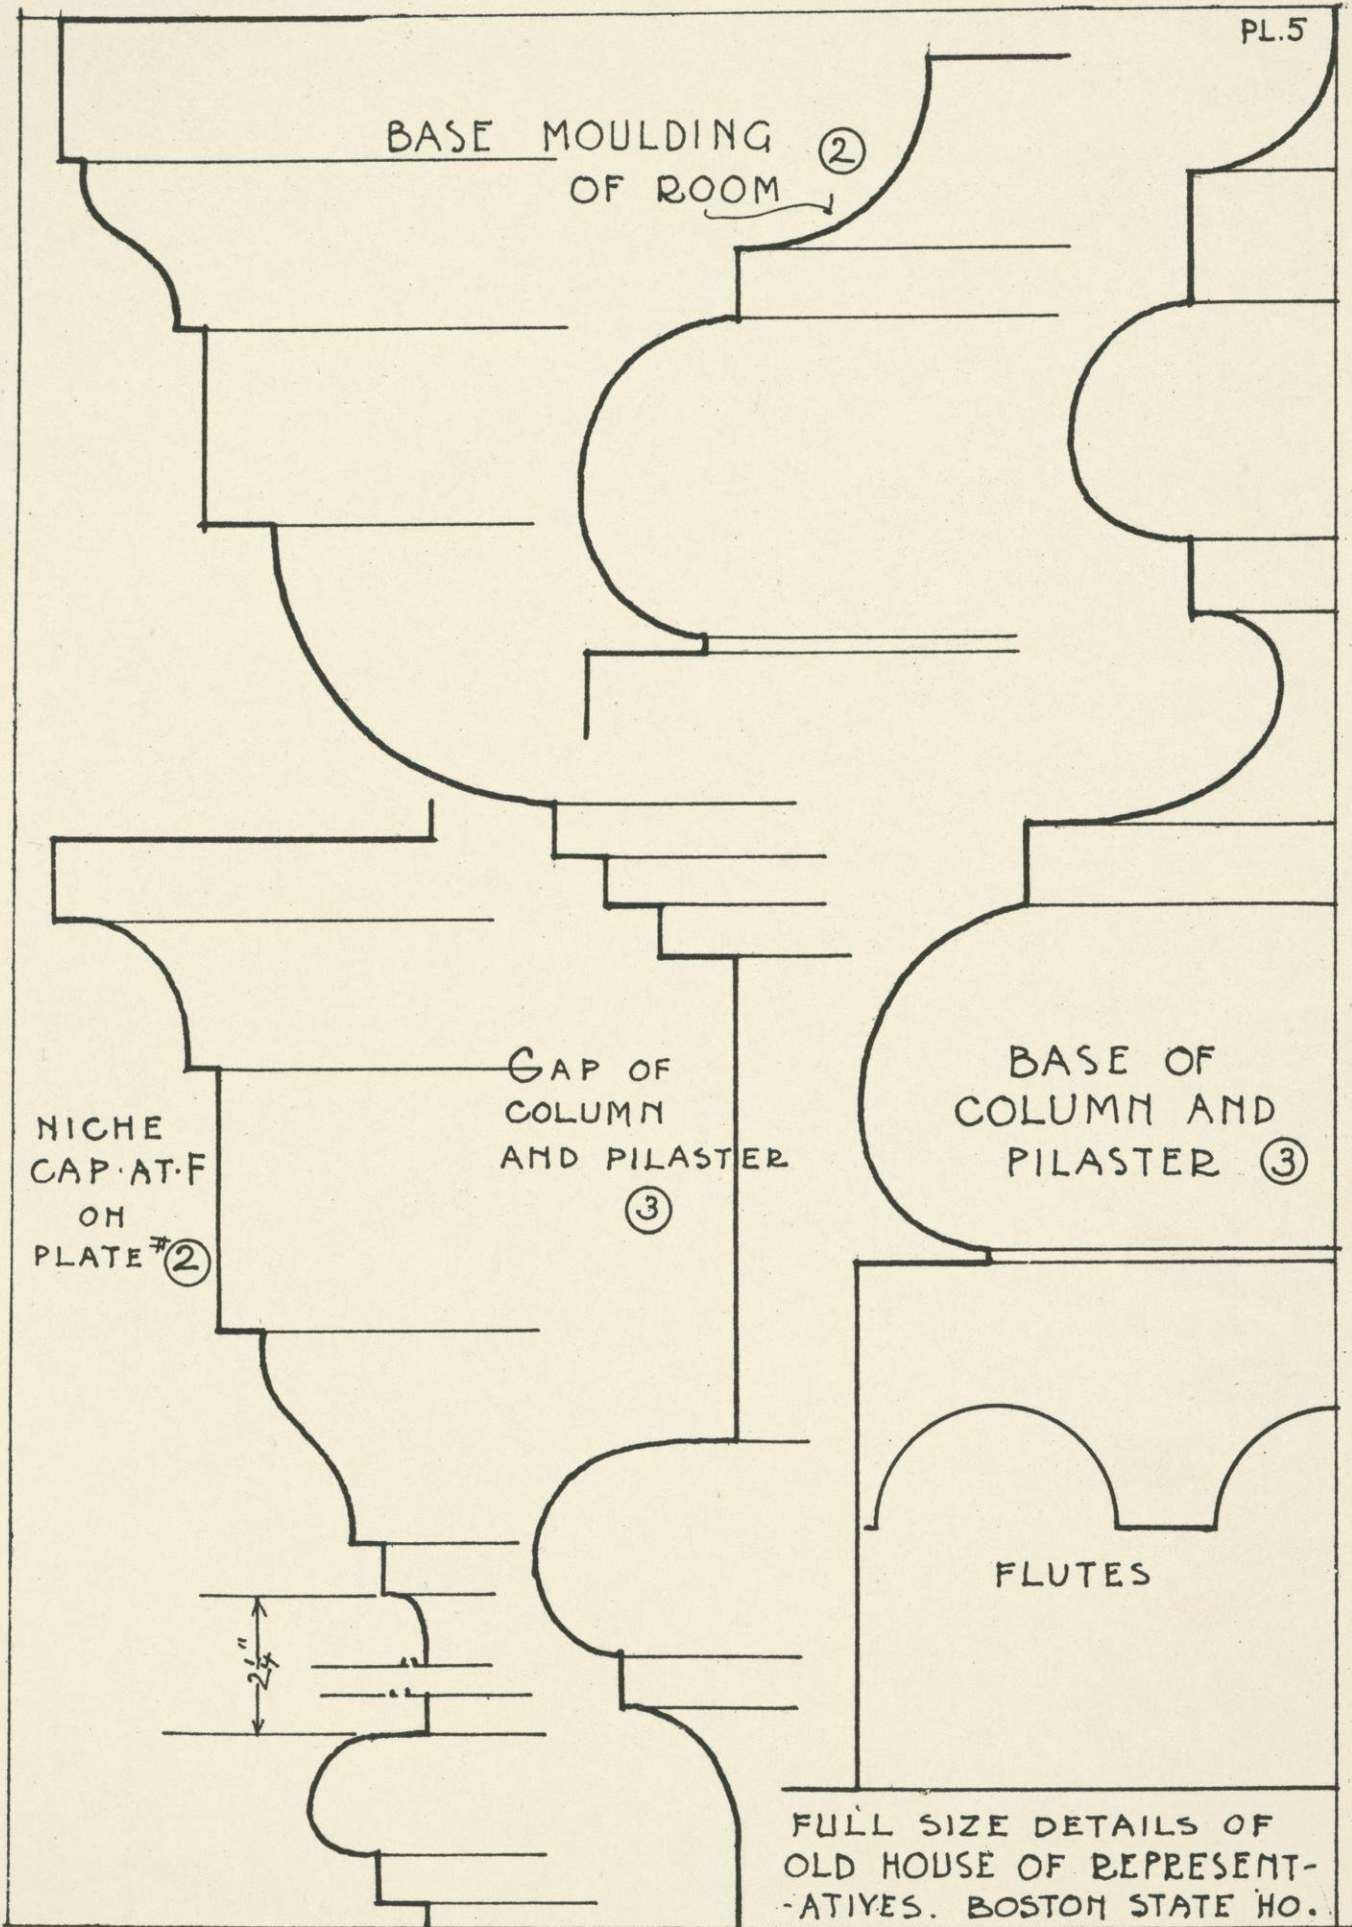 PL.5
BASE MOULDING ②
OF ROOM
GAP OF
COLUMN
AND PILASTER
③
BASE OF
COLUMN AND
PILASTER ③
NICHE
CAP·AT·F
ON
PLATE #②
FLUTES
2¼"
FULL SIZE DETAILS OF
OLD HOUSE OF REPRESENT-
-ATIVES. BOSTON STATE HO.